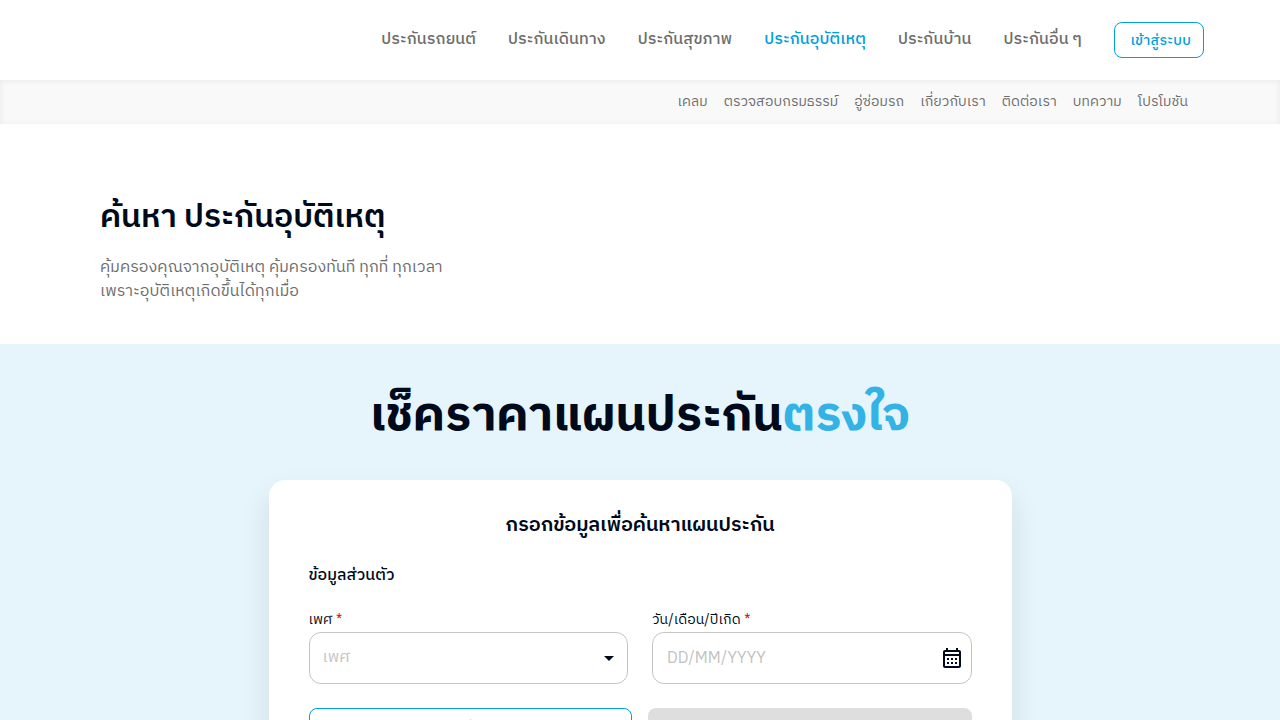 ประกันรถยนต์ ประกันเดินทาง ประกันสุขภาพ ประกันอุบัติเหตุ ประกันบ้าน ประกันอื่น ๆ เข้าสู่ระบบ
เคลม ตรวจสอบกรมธรรม์ อู่ซ่อมรถ เกี่ยวกับเรา ติดต่อเรา บทความ โปรโมชัน
ค้นหา ประกันอุบัติเหตุ
คุ้มครองคุณจากอุบัติเหตุ คุ้มครองทันที ทุกที่ ทุกเวลา
เพราะอุบัติเหตุเกิดขึ้นได้ทุกเมื่อ
เช็คราคาแผนประกันตรงใจ
กรอกข้อมูลเพื่อค้นหาแผนประกัน
ข้อมูลส่วนตัว
เพศ * วัน/เดือน/ปีเกิด *
เพศ DD/MM/YYYY